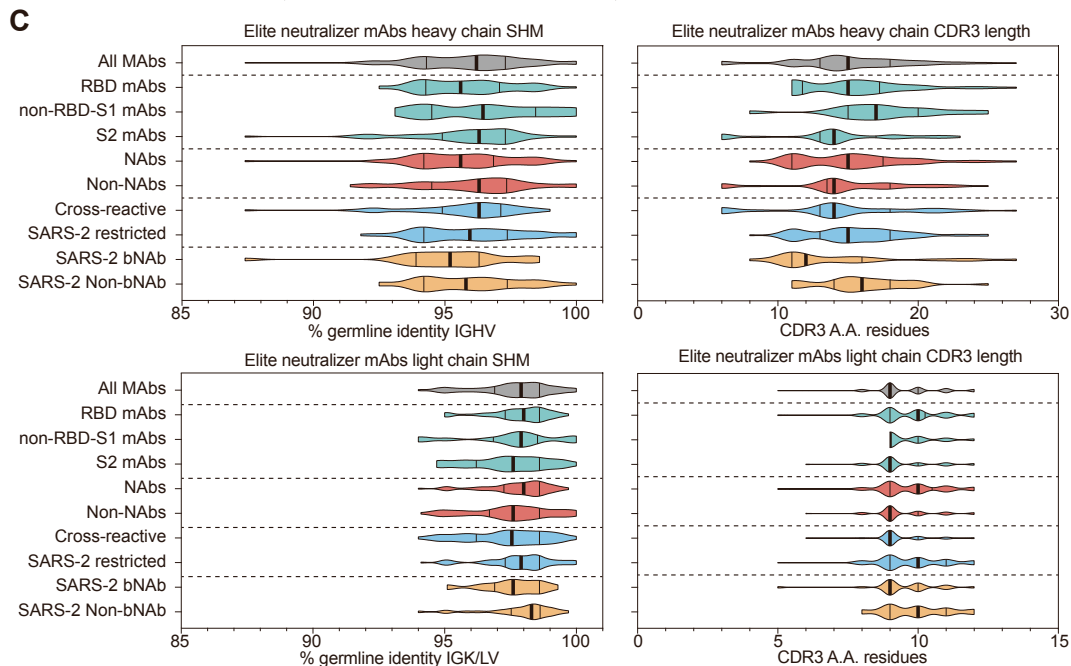 C
Elite neutralizer mAbs heavy chain SHM
Elite neutralizer mAbs heavy chain CDR3 length
All MAbs
RBD mAbs
non-RBD-S1 mAbs
S2 mAbs
NAbs
Non-NAbs
Cross-reactive
SARS-2 restricted
SARS-2 bNAb
SARS-2 Non-bNAb
85 90 95 100
0 10 20 30
% germline identity IGHV
CDR3 A.A. residues
Elite neutralizer mAbs light chain SHM
Elite neutralizer mAbs light chain CDR3 length
All MAbs
RBD mAbs
non-RBD-S1 mAbs
S2 mAbs
NAbs
Non-NAbs
Cross-reactive
SARS-2 restricted
SARS-2 bNAb
SARS-2 Non-bNAb
85 90 95 100
0 5 10 15
% germline identity IGK/LV
CDR3 A.A. residues